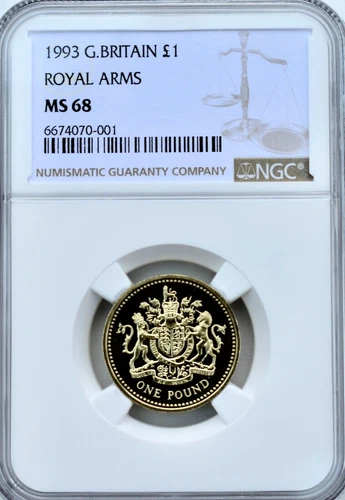 1993 G.BRITAIN £1
ROYAL ARMS
MS 68
6674070-001
NUMISMATIC GUARANTY COMPANY
NGC
ONE POUND